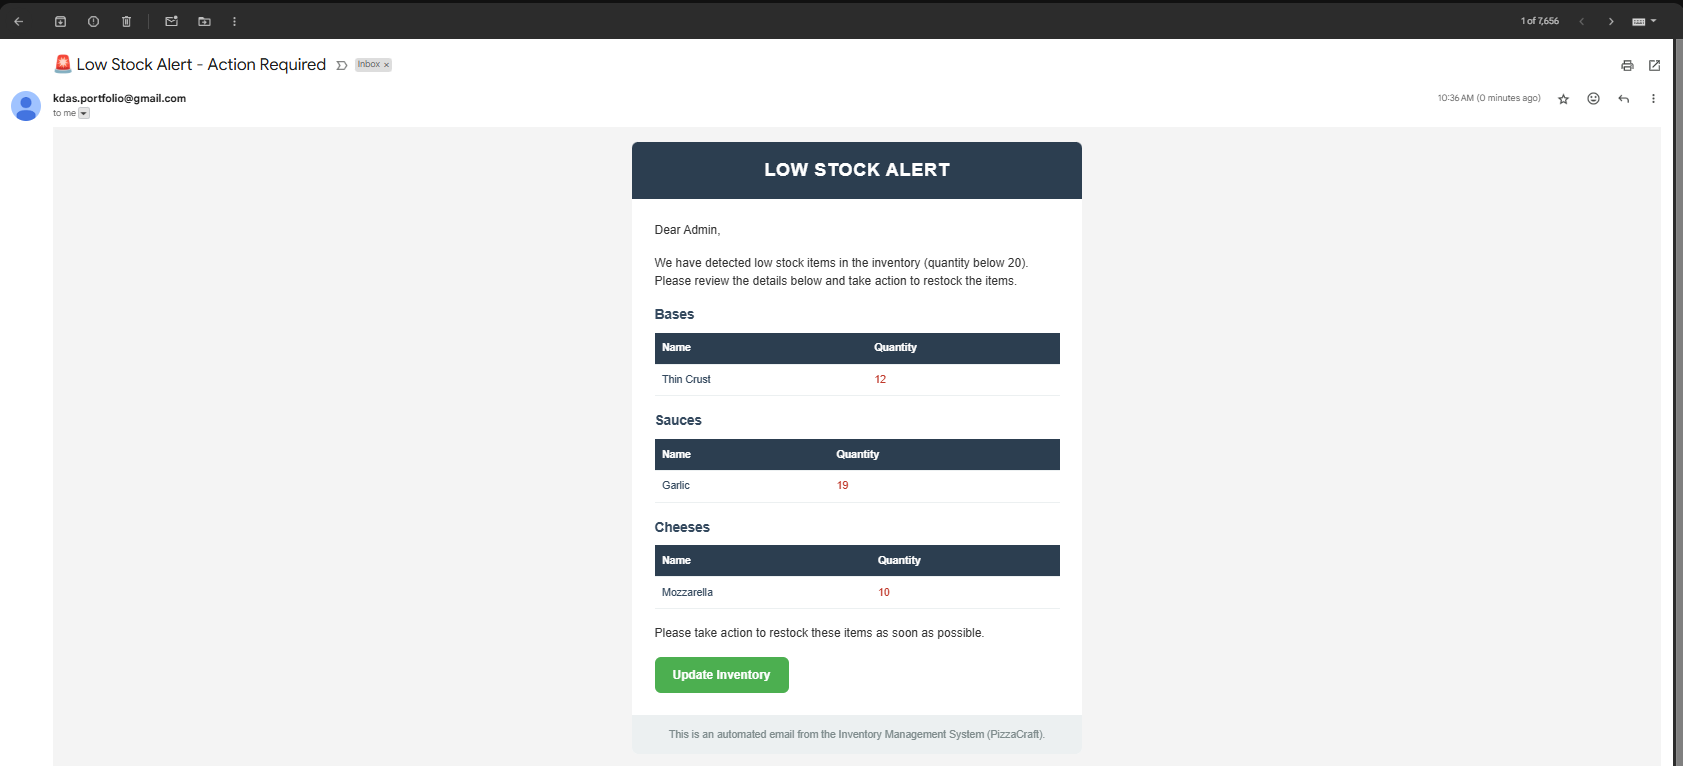 1 of 7,656
🚨 Low Stock Alert - Action Required Inbox ×
kdas.portfolio@gmail.com 10:36 AM (0 minutes ago)
to me
LOW STOCK ALERT
Dear Admin,
We have detected low stock items in the inventory (quantity below 20).
Please review the details below and take action to restock the items.
Bases
Name Quantity
Thin Crust 12
Sauces
Name Quantity
Garlic 19
Cheeses
Name Quantity
Mozzarella 10
Please take action to restock these items as soon as possible.
Update Inventory
This is an automated email from the Inventory Management System (PizzaCraft).